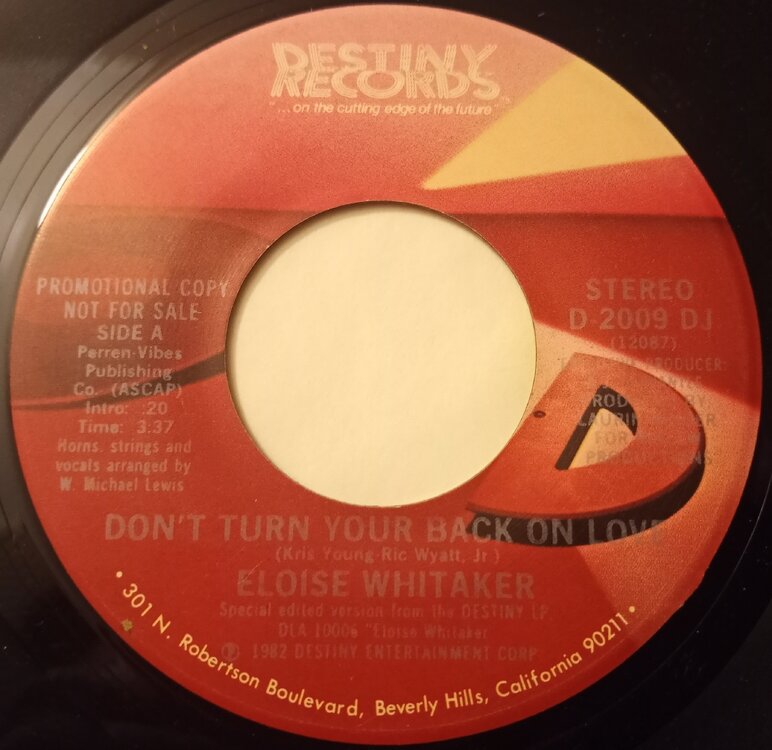 DESTINY
RECORDS
"...on the cutting edge of the future"
PROMOTIONAL COPY
NOT FOR SALE
SIDE A
Perren-Vibes
Publishing
Co. (ASCAP)
Intro: :20
Time: 3:37
Horns, strings and
vocals arranged by
W. Michael Lewis
STEREO
D-2009 DJ
(12087)
PRODUCER:
BY
FOR
DON'T TURN YOUR BACK ON LOVE
(Kris Young-Ric Wyatt, Jr)
ELOISE WHITAKER
Special edited version from the DESTINY LP
DLA 10006 "Eloise Whitaker
℗ 1982 DESTINY ENTERTAINMENT CORP.
• 301 N. Robertson Boulevard, Beverly Hills, California 90211 •